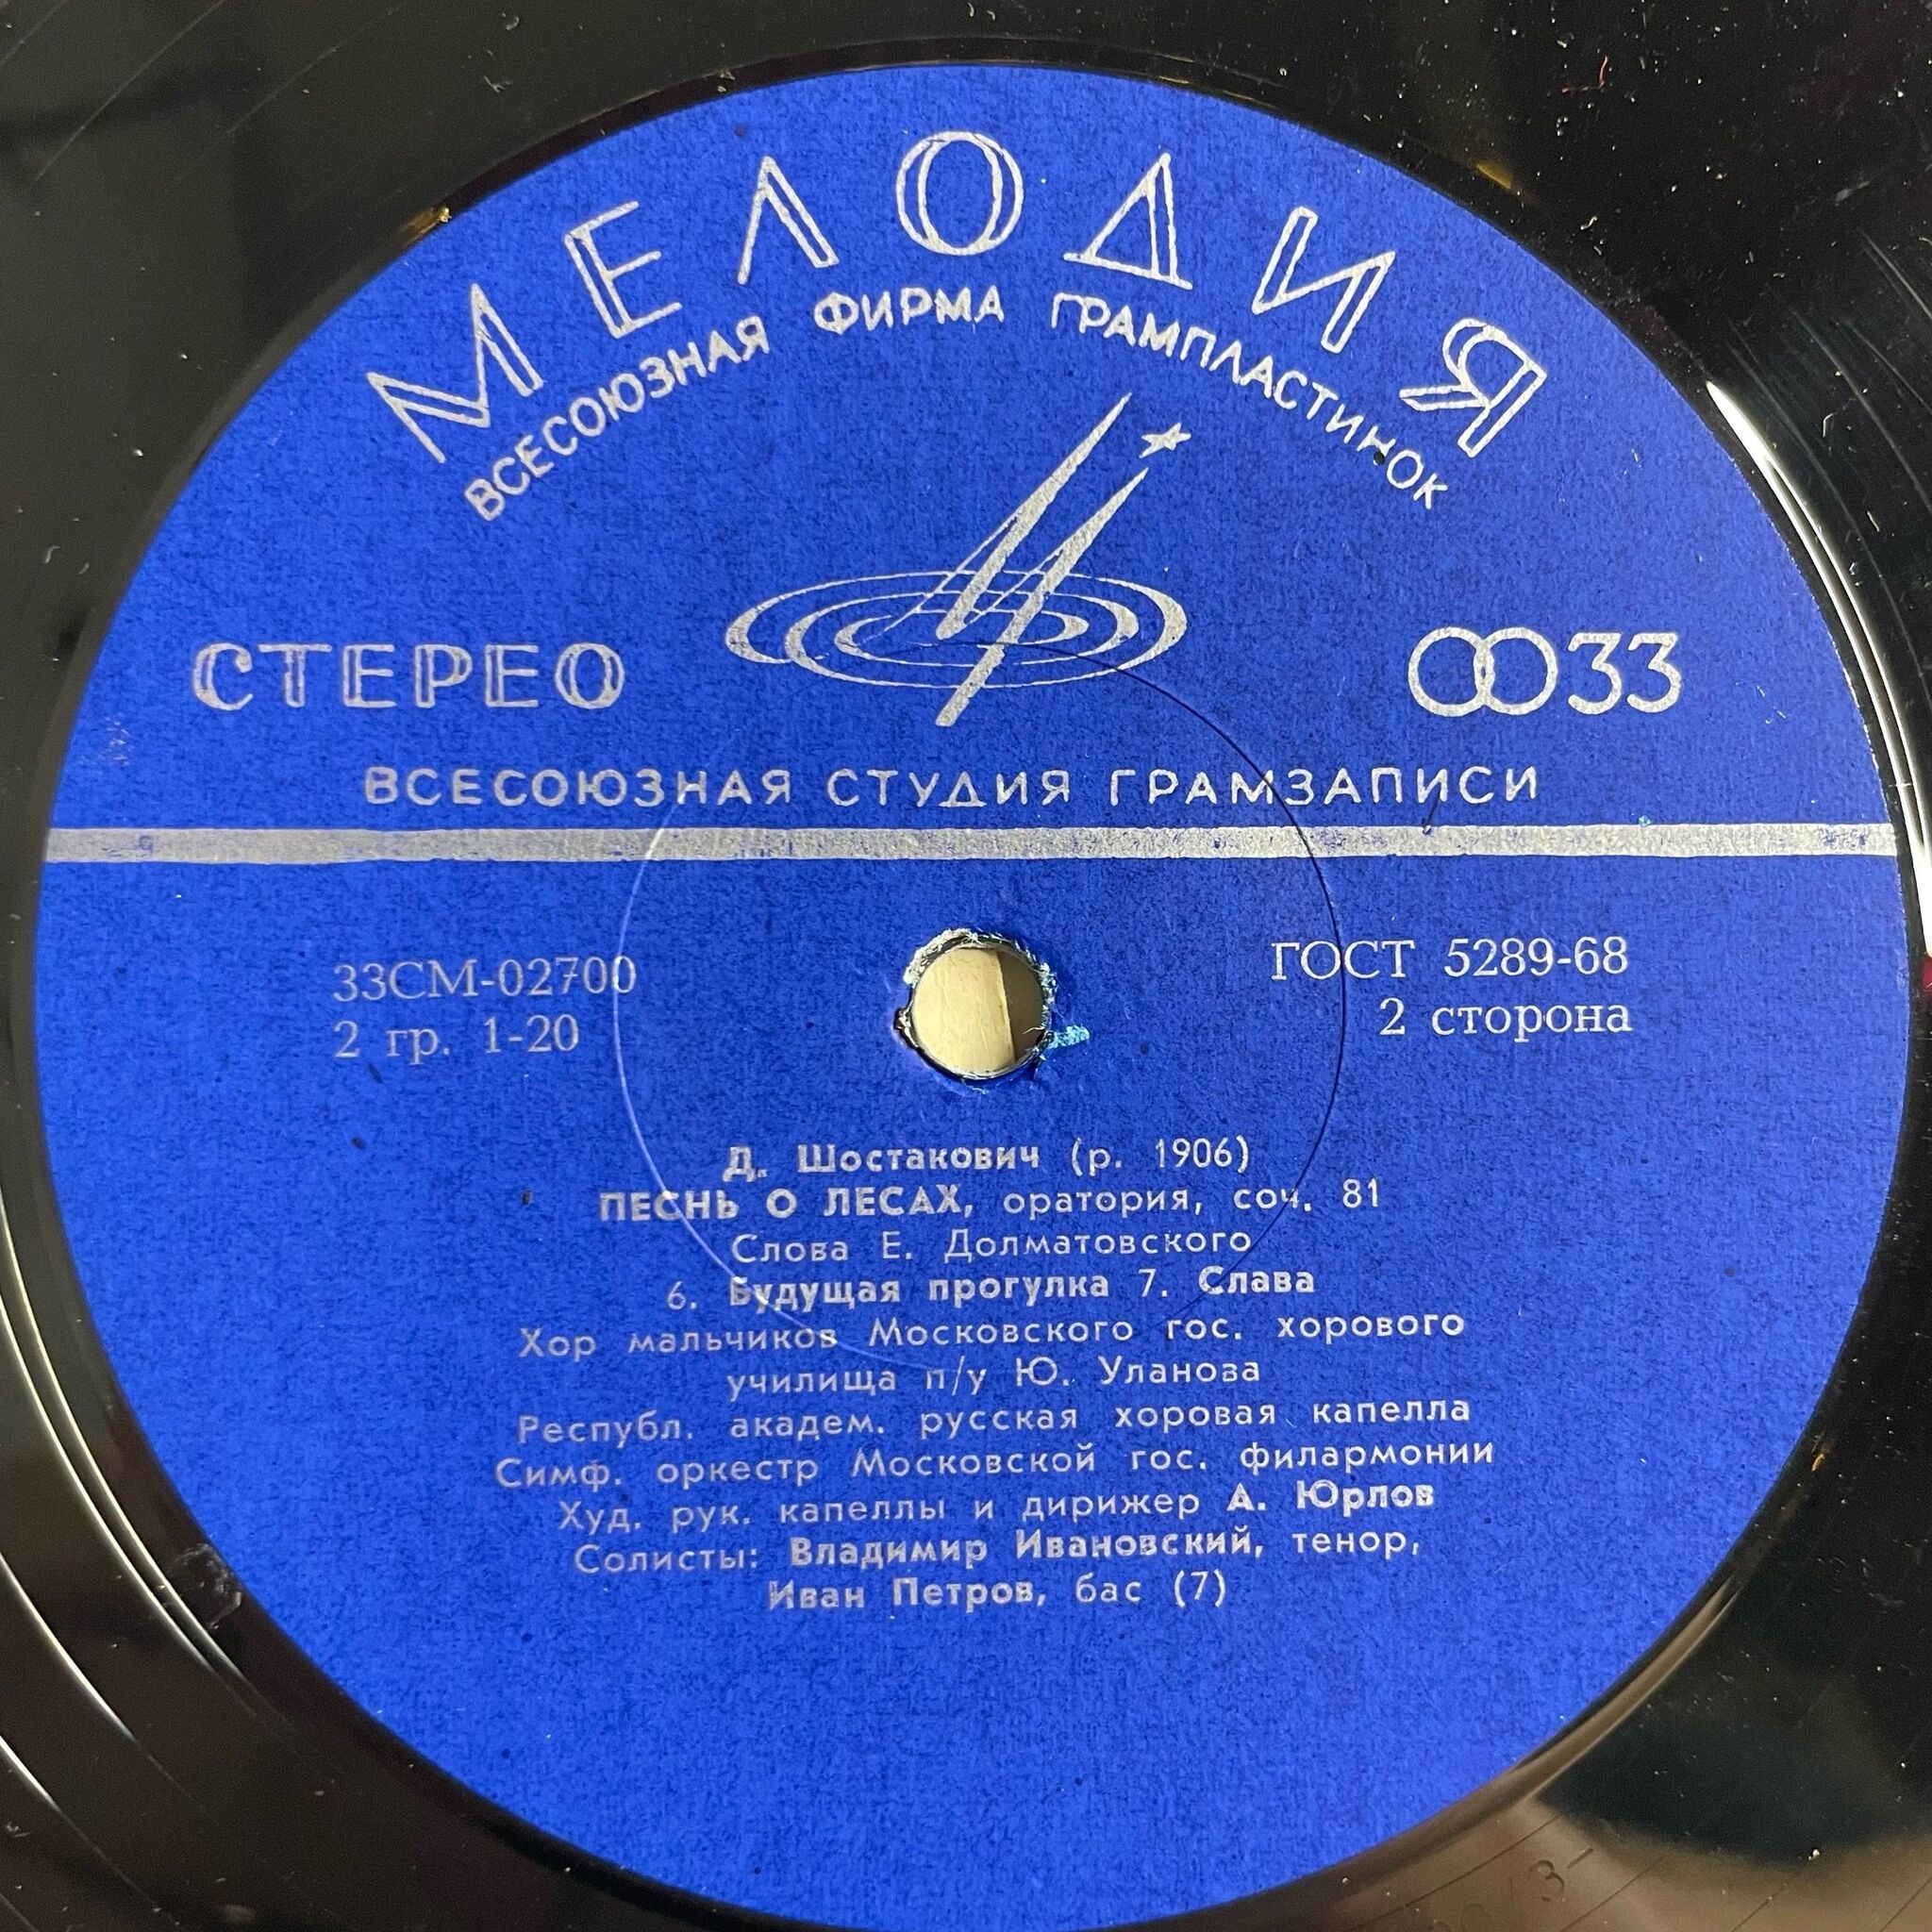 МЕЛОДИЯ
ВСЕСОЮЗНАЯ ФИРМА ГРАМПЛАСТИНОК
СТЕРЕО
33
ВСЕСОЮЗНАЯ СТУДИЯ ГРАМЗАПИСИ
33СМ-02700
2 гр. 1-20
ГОСТ 5289-68
2 сторона
Д. Шостакович (р. 1906)
ПЕСНЬ О ЛЕСАХ, оратория, соч. 81
Слова Е. Долматовского
6. Будущая прогулка 7. Слава
Хор мальчиков Московского гос. хорового
училища п/у Ю. Уланова
Республ. академ. русская хоровая капелла
Симф. оркестр Московской гос. филармонии
Худ. рук. капеллы и дирижер А. Юрлов
Солисты: Владимир Ивановский, тенор,
Иван Петров, бас (7)